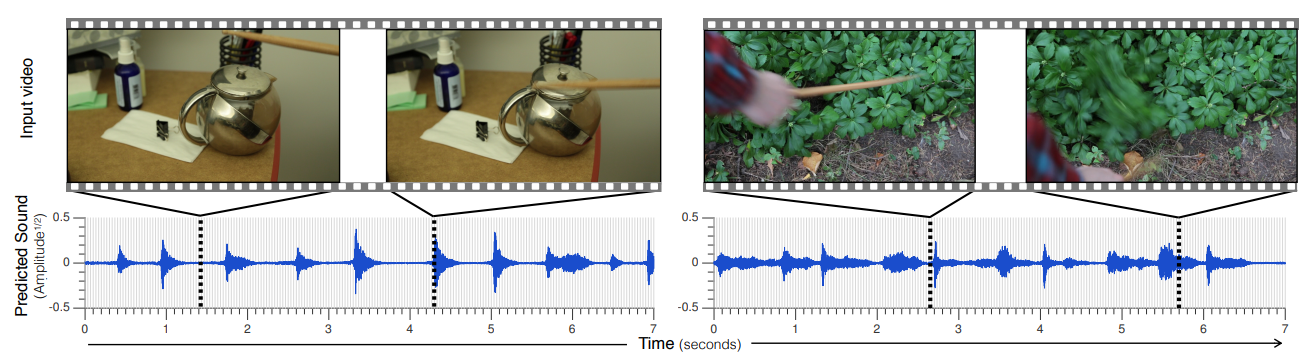 Input video
Predicted Sound
(Amplitude1/2)
0.5
0
-0.5
0 1 2 3 4 5 6 7
0.5
0
-0.5
0 1 2 3 4 5 6 7
Time (seconds)